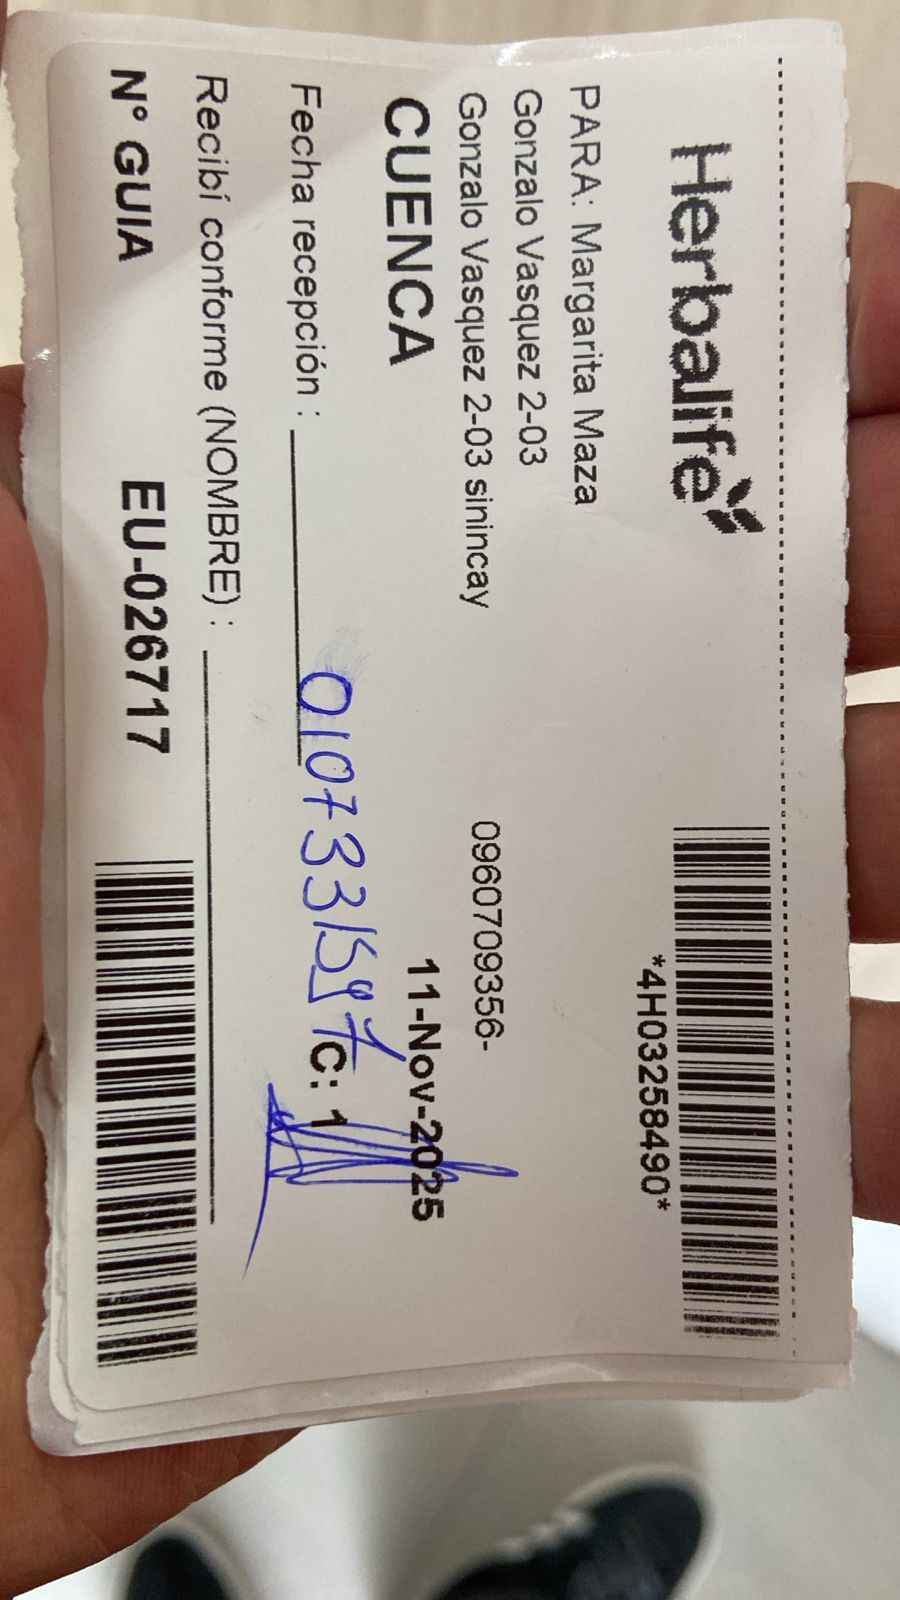 Herbalife
*4H03258490*
PARA: Margarita Maza
Gonzalo Vasquez 2-03
Gonzalo Vasquez 2-03 sinincay
0960709356-
CUENCA
11-Nov-2025
Fecha recepción :
0107331597
C: 1
Recibí conforme (NOMBRE) :
N° GUIA
EU-026717